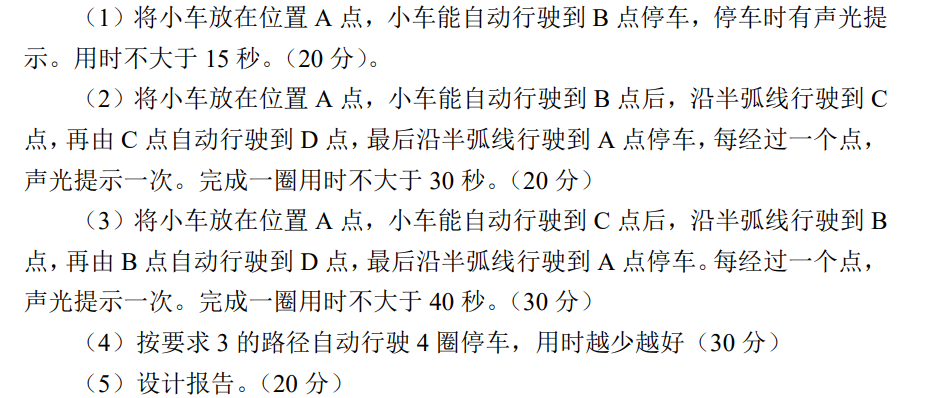 （1）将小车放在位置 A 点，小车能自动行驶到 B 点停车，停车时有声光提
示。用时不大于 15 秒。（20 分）。
（2）将小车放在位置 A 点，小车能自动行驶到 B 点后，沿半弧线行驶到 C
点，再由 C 点自动行驶到 D 点，最后沿半弧线行驶到 A 点停车，每经过一个点，
声光提示一次。完成一圈用时不大于 30 秒。（20 分）
（3）将小车放在位置 A 点，小车能自动行驶到 C 点后，沿半弧线行驶到 B
点，再由 B 点自动行驶到 D 点，最后沿半弧线行驶到 A 点停车。每经过一个点，
声光提示一次。完成一圈用时不大于 40 秒。（30 分）
（4）按要求 3 的路径自动行驶 4 圈停车，用时越少越好（30 分）
（5）设计报告。（20 分）